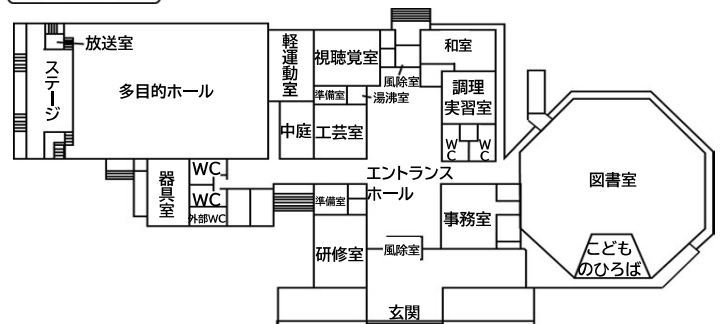 放送室
ステージ
多目的ホール
軽運動室
視聴覚室
和室
風除室
準備室
湯沸室
調理
実習室
中庭
工芸室
WC
WC
エントランス
ホール
WC
器具室
WC
外部WC
準備室
事務室
図書室
研修室
風除室
こども
のひろば
玄関